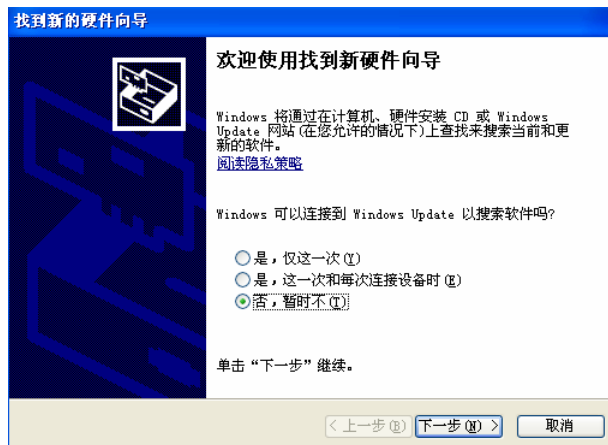 找到新的硬件向导
欢迎使用找到新硬件向导
Windows 将通过在计算机、硬件安装 CD 或 Windows
Update 网站(在您允许的情况下)上查找来搜索当前和更
新的软件。
阅读隐私策略
Windows 可以连接到 Windows Update 以搜索软件吗?
是，仅这一次(Y)
是，这一次和每次连接设备时(E)
否，暂时不(T)
单击“下一步”继续。
< 上一步(B) 下一步(N) > 取消